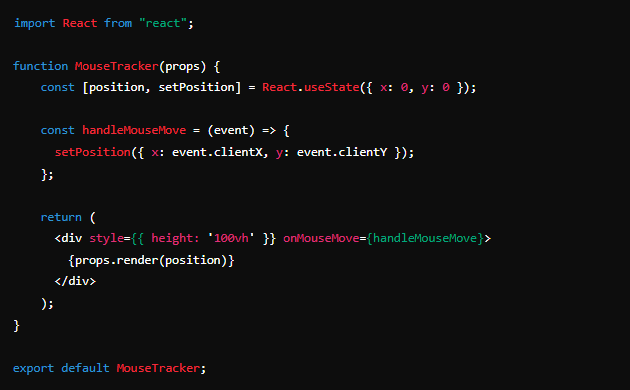 import React from "react";

function MouseTracker(props) {
  const [position, setPosition] = React.useState({ x: 0, y: 0 });

  const handleMouseMove = (event) => {
    setPosition({ x: event.clientX, y: event.clientY });
  };

  return (
    <div style={{ height: '100vh' }} onMouseMove={handleMouseMove}>
      {props.render(position)}
    </div>
  );
}

export default MouseTracker;